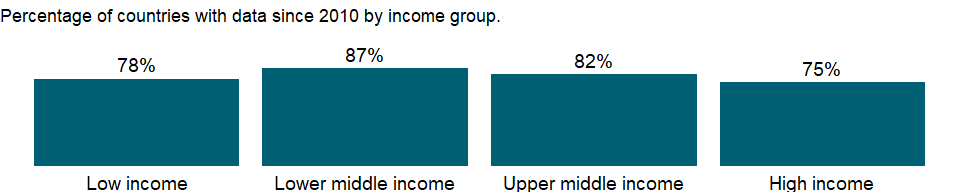 Percentage of countries with data since 2010 by income group.
78%
87%
82%
75%
Low income
Lower middle income
Upper middle income
High income